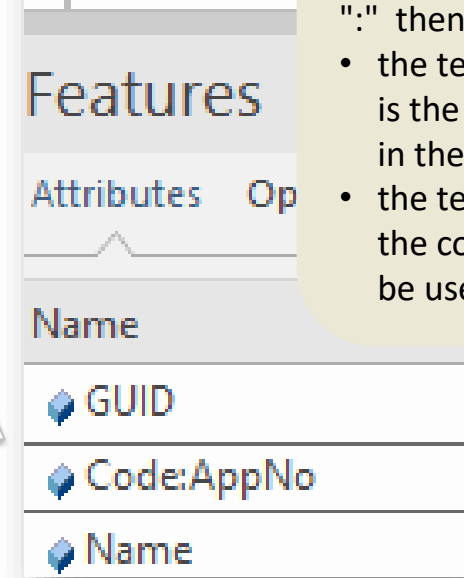 ":" then
• the te
is the
in the
• the te
the co
be use
Features
Attributes Op
Name
GUID
Code:AppNo
Name